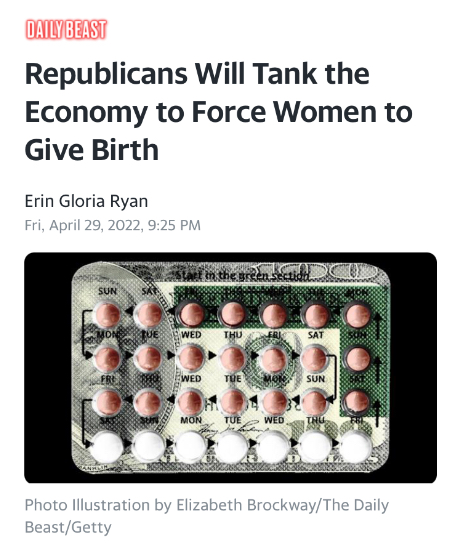 DAILY BEAST
Republicans Will Tank the
Economy to Force Women to
Give Birth
Erin Gloria Ryan
Fri, April 29, 2022, 9:25 PM
Start in the green section
SUN SAT
WED THU FRI SAT
MON TUE
FRI THU WED TUE MON SUN
SAT SUN MON TUE WED THU FRI
Photo Illustration by Elizabeth Brockway/The Daily
Beast/Getty